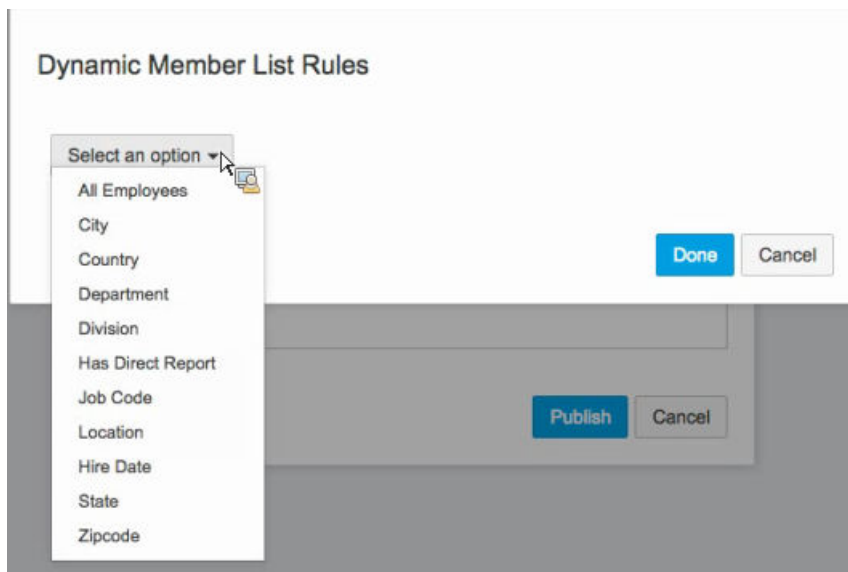 Dynamic Member List Rules
Select an option
All Employees
City
Country
Department
Division
Has Direct Report
Job Code
Location
Hire Date
State
Zipcode
Done
Cancel
Publish
Cancel